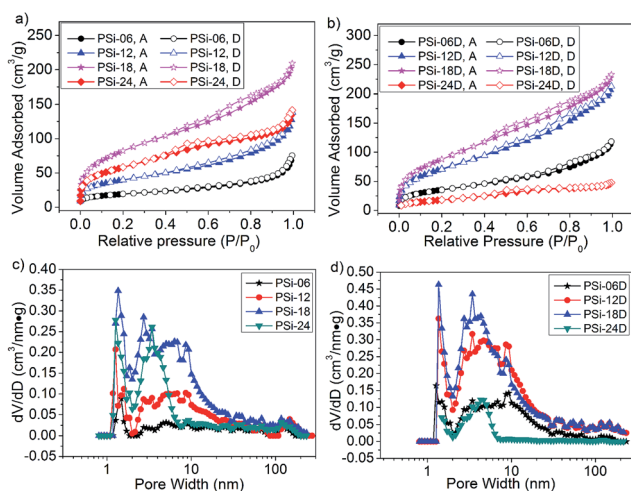 a)
PSi-06, A PSi-06, D
PSi-12, A PSi-12, D
PSi-18, A PSi-18, D
PSi-24, A PSi-24, D
Volume Adsorbed (cm³/g)
250
200
150
100
50
0
0.0 0.2 0.4 0.6 0.8 1.0
Relative pressure (P/P₀)
b)
PSi-06D, A PSi-06D, D
PSi-12D, A PSi-12D, D
PSi-18D, A PSi-18D, D
PSi-24D, A PSi-24D, D
Volume Adsorbed (cm³/g)
300
250
200
150
100
50
0
0.0 0.2 0.4 0.6 0.8 1.0
Relative pressure (P/P₀)
c)
PSi-06
PSi-12
PSi-18
PSi-24
dV/dD (cm³/nm•g)
0.40
0.35
0.30
0.25
0.20
0.15
0.10
0.05
0.00
-0.05
1 10 100
Pore Width (nm)
d)
PSi-06D
PSi-12D
PSi-18D
PSi-24D
dV/dD (cm³/nm•g)
0.50
0.45
0.40
0.35
0.30
0.25
0.20
0.15
0.10
0.05
0.00
-0.05
1 10 100
Pore Width (nm)